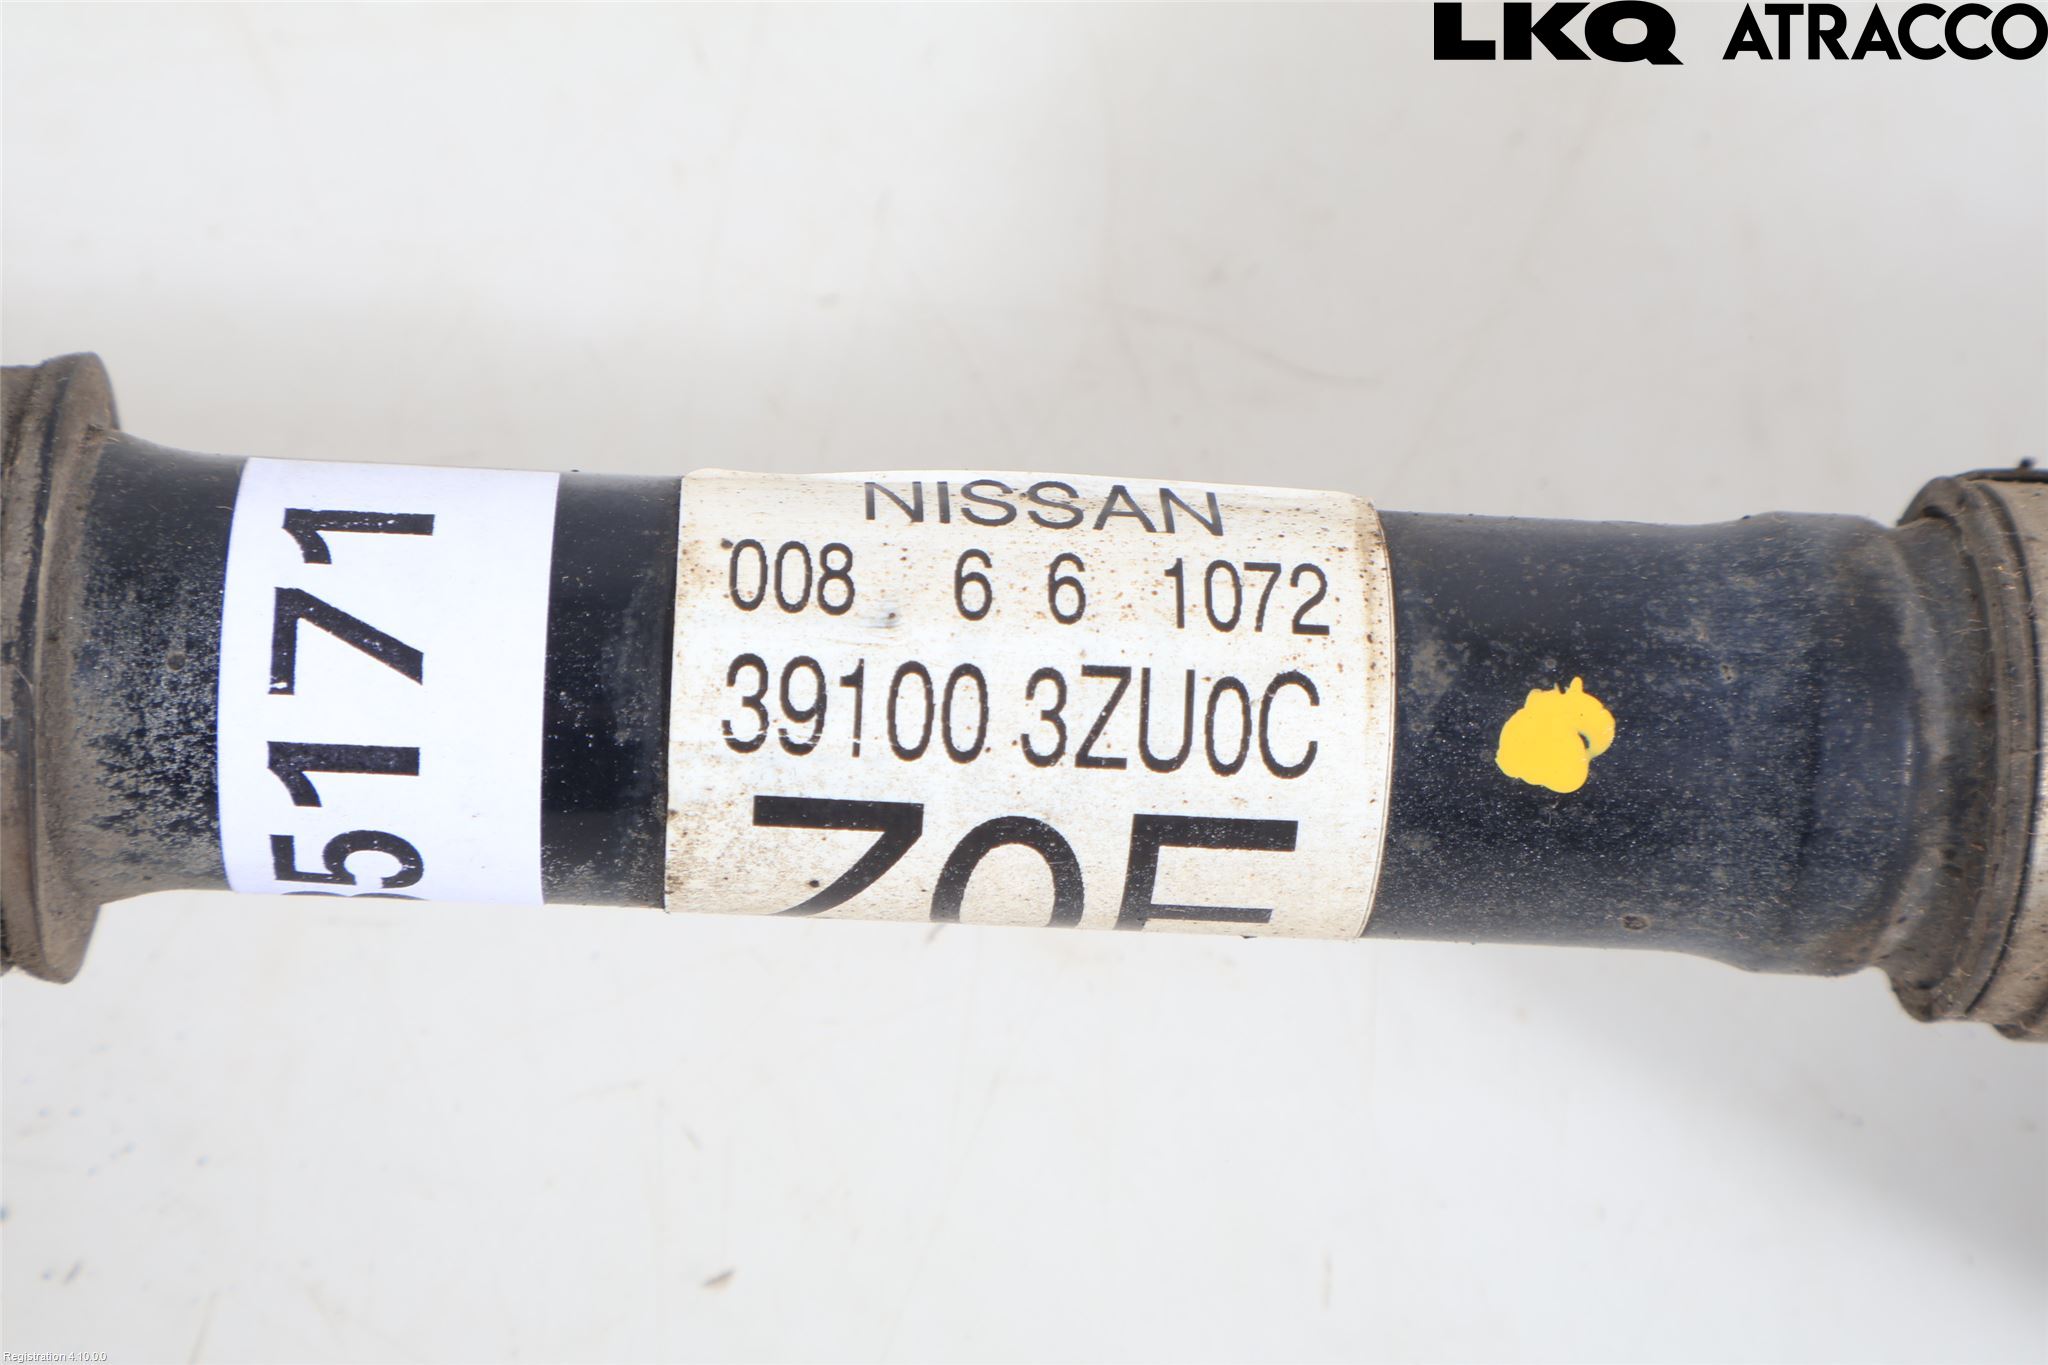 LKQ ATRACCO
NISSAN
008 6 6 1072
39100 3ZU0C
5171
Registration 4.10.0.0